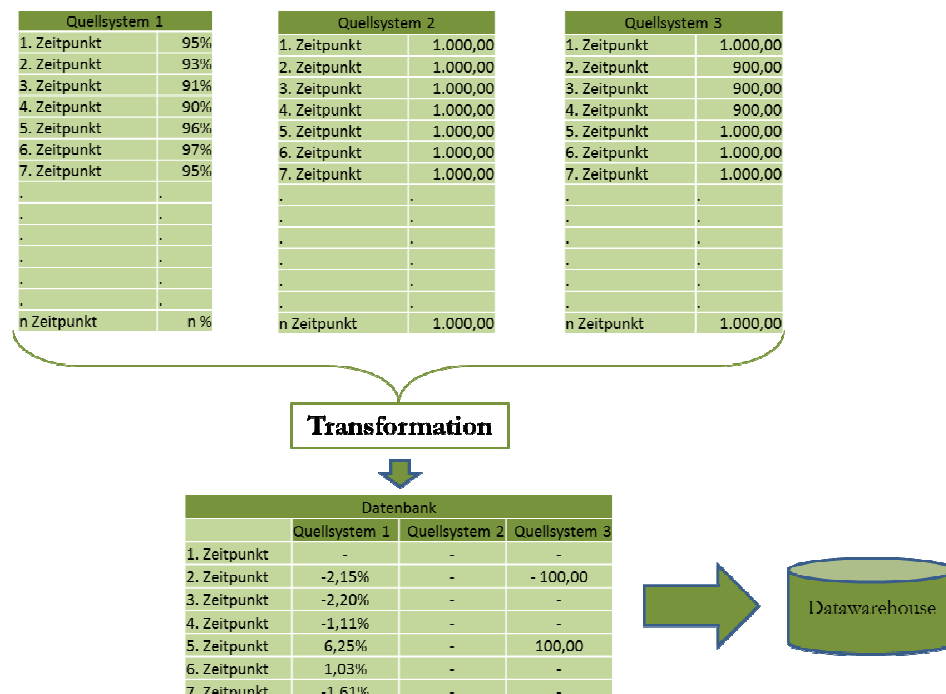 Quellsystem 1
1. Zeitpunkt 95%
2. Zeitpunkt 93%
3. Zeitpunkt 91%
4. Zeitpunkt 90%
5. Zeitpunkt 96%
6. Zeitpunkt 97%
7. Zeitpunkt 95%
. .
. .
. .
. .
. .
. .
n Zeitpunkt n %
Quellsystem 2
1. Zeitpunkt 1.000,00
2. Zeitpunkt 1.000,00
3. Zeitpunkt 1.000,00
4. Zeitpunkt 1.000,00
5. Zeitpunkt 1.000,00
6. Zeitpunkt 1.000,00
7. Zeitpunkt 1.000,00
. .
. .
. .
. .
. .
. .
n Zeitpunkt 1.000,00
Quellsystem 3
1. Zeitpunkt 1.000,00
2. Zeitpunkt 900,00
3. Zeitpunkt 900,00
4. Zeitpunkt 900,00
5. Zeitpunkt 1.000,00
6. Zeitpunkt 1.000,00
7. Zeitpunkt 1.000,00
. .
. .
. .
. .
. .
. .
n Zeitpunkt 1.000,00
Transformation
Datenbank
Quellsystem 1 Quellsystem 2 Quellsystem 3
1. Zeitpunkt - - -
2. Zeitpunkt -2,15% - - 100,00
3. Zeitpunkt -2,20% - -
4. Zeitpunkt -1,11% - -
5. Zeitpunkt 6,25% - 100,00
6. Zeitpunkt 1,03% - -
7. Zeitpunkt -1,61% - -
Datawarehouse